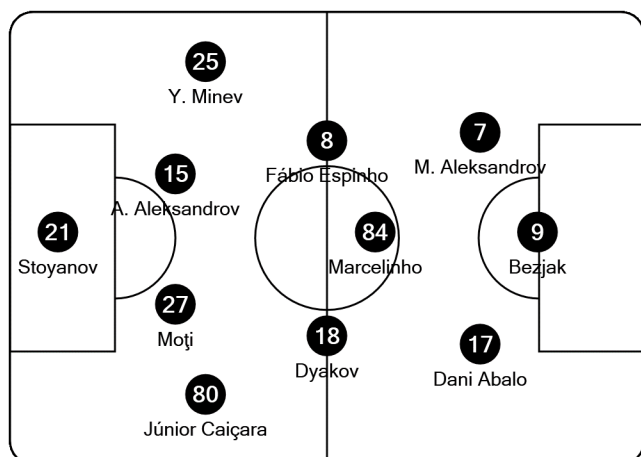 25
Y. Minev
8
Fábio Espinho
7
M. Aleksandrov
15
A. Aleksandrov
21
Stoyanov
84
Marcelinho
9
Bezjak
27
Moţi
18
Dyakov
17
Dani Abalo
80
Júnior Caiçara